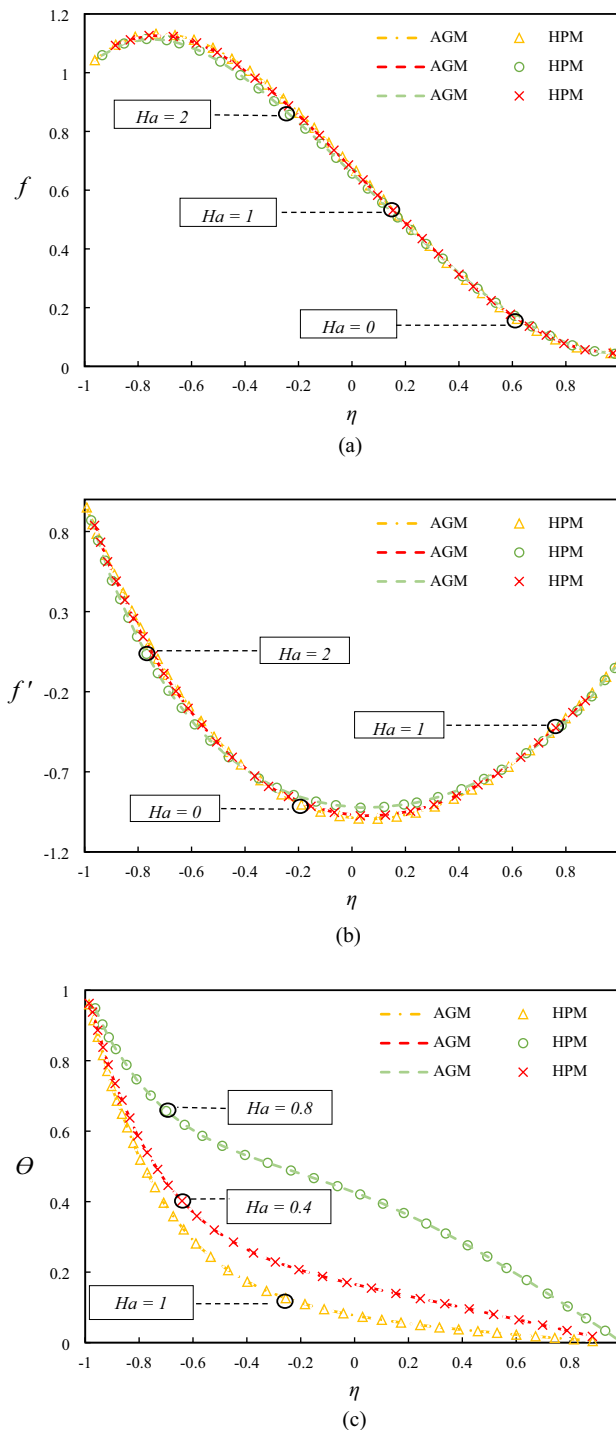 1.2
AGM HPM
1
AGM HPM
AGM HPM
Ha = 2
0.8
f
0.6
Ha = 1
0.4
Ha = 0
0.2
0
-1 -0.8 -0.6 -0.4 -0.2 0 0.2 0.4 0.6 0.8
η
(a)
0.8
AGM HPM
AGM HPM
AGM HPM
0.3
Ha = 2
-0.2
f'
Ha = 1
-0.7
Ha = 0
-1.2
-1 -0.8 -0.6 -0.4 -0.2 0 0.2 0.4 0.6 0.8
η
(b)
1
AGM HPM
AGM HPM
0.8
AGM HPM
Ha = 0.8
0.6
Θ
Ha = 0.4
0.4
0.2
Ha = 1
0
-1 -0.8 -0.6 -0.4 -0.2 0 0.2 0.4 0.6 0.8
η
(c)